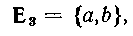 E₃ = {a,b},